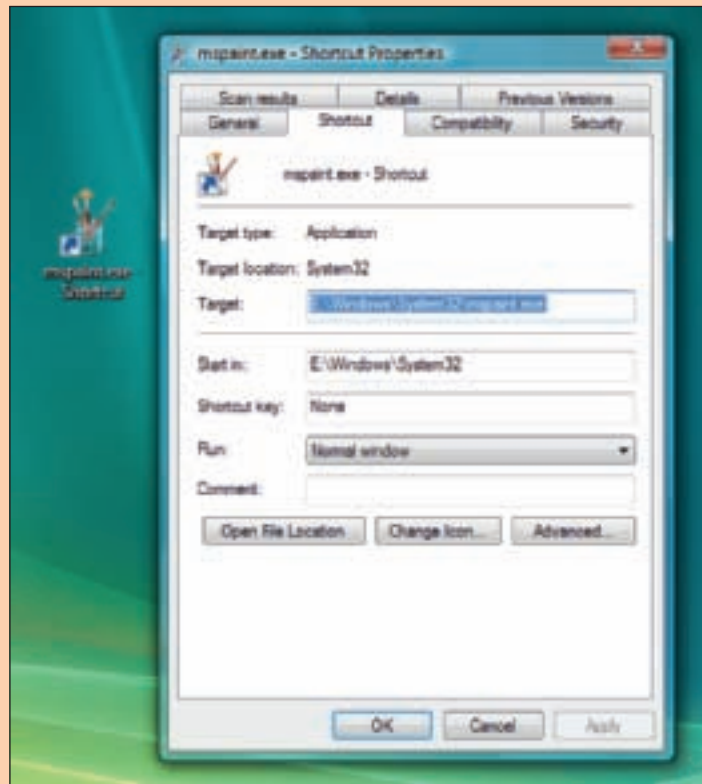 mspaint.exe - Shortcut Properties
Scan results Details Previous Versions
General Shortcut Compatibility Security
mspaint.exe - Shortcut
Target type: Application
Target location: System32
Target: E:\Windows\System32\mspaint.exe
Start in: E:\Windows\System32
Shortcut key: None
Run: Normal window
Comment:
Open File Location Change Icon... Advanced...
mspaint.exe
Shortcut
OK Cancel Apply